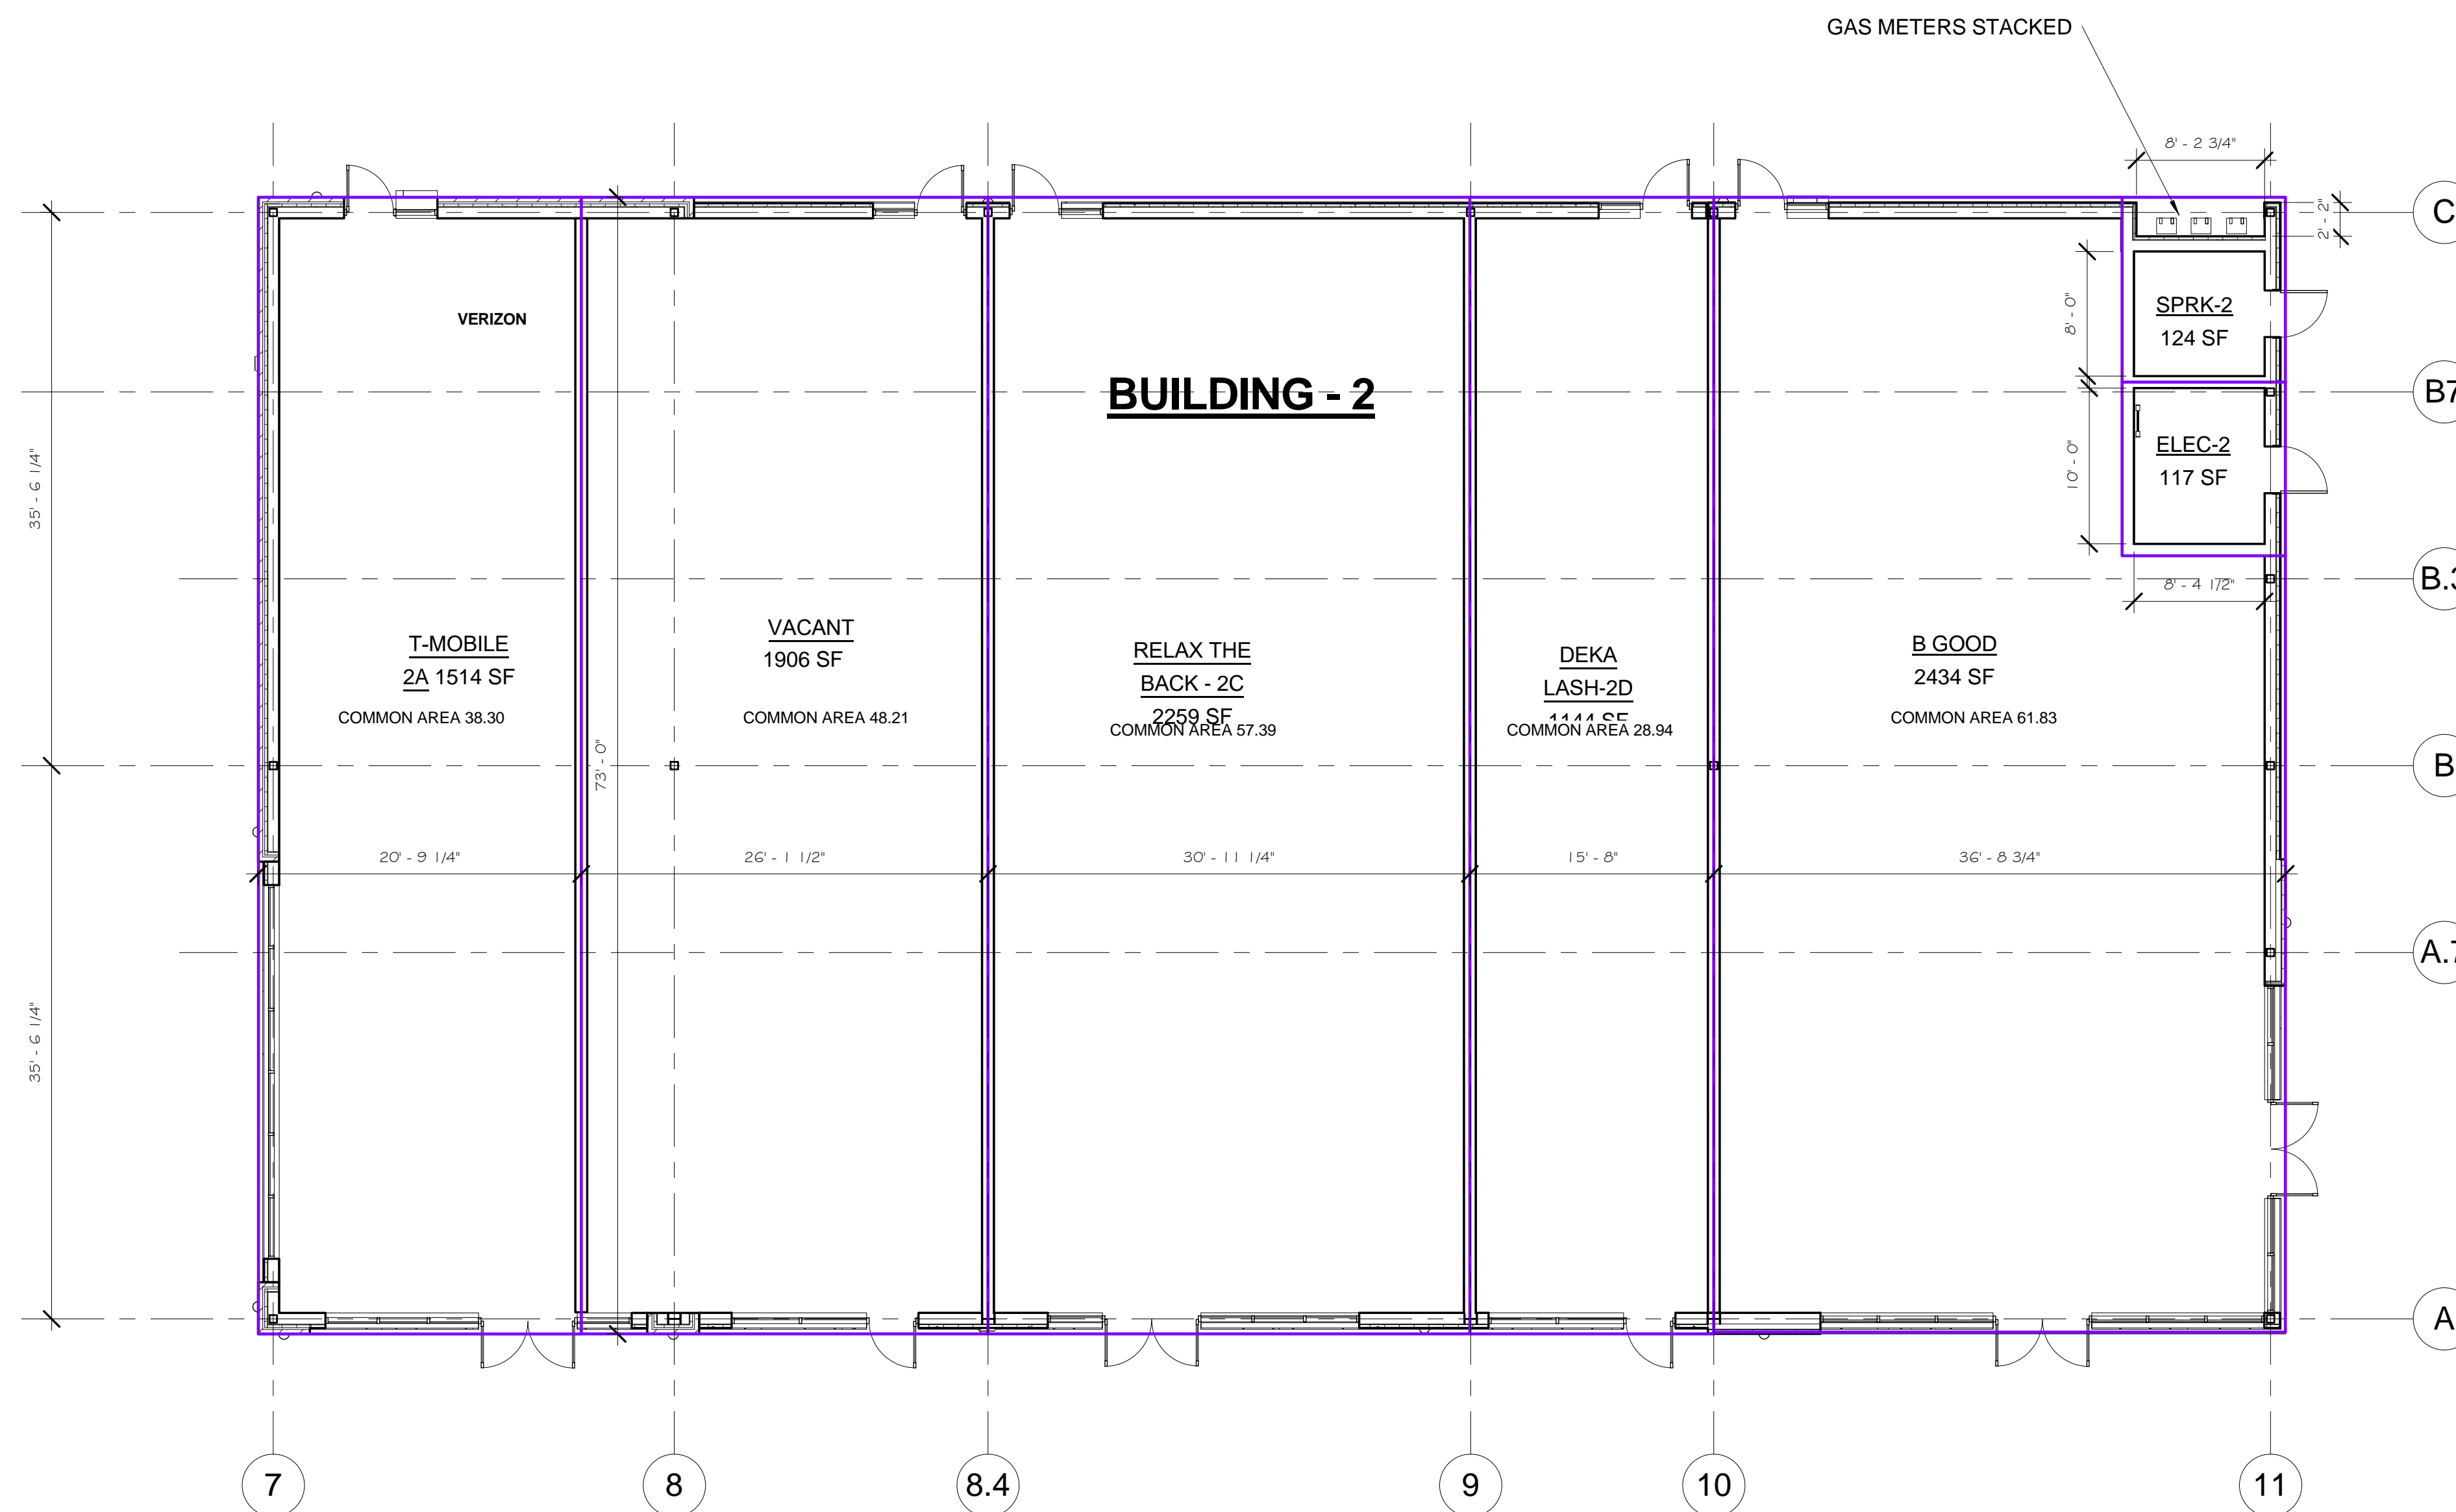 GAS METERS STACKED
8' - 2 3/4"
2' - 2"
C
VERIZON
BUILDING - 2
8' - 0"
SPRK-2
124 SF
B7
10' - 0"
ELEC-2
117 SF
35' - 6 1/4"
8' - 4 1/2"
T-MOBILE
2A 1514 SF
COMMON AREA 38.30
VACANT
1906 SF
COMMON AREA 48.21
RELAX THE
BACK - 2C
2259 SF
COMMON AREA 57.39
DEKA
LASH-2D
1144 SF
COMMON AREA 28.94
B GOOD
2434 SF
COMMON AREA 61.83
73' - 0"
B
20' - 9 1/4"
26' - 1 1/2"
30' - 11 1/4"
15' - 8"
36' - 8 3/4"
35' - 6 1/4"
A
7
8
8.4
9
10
11